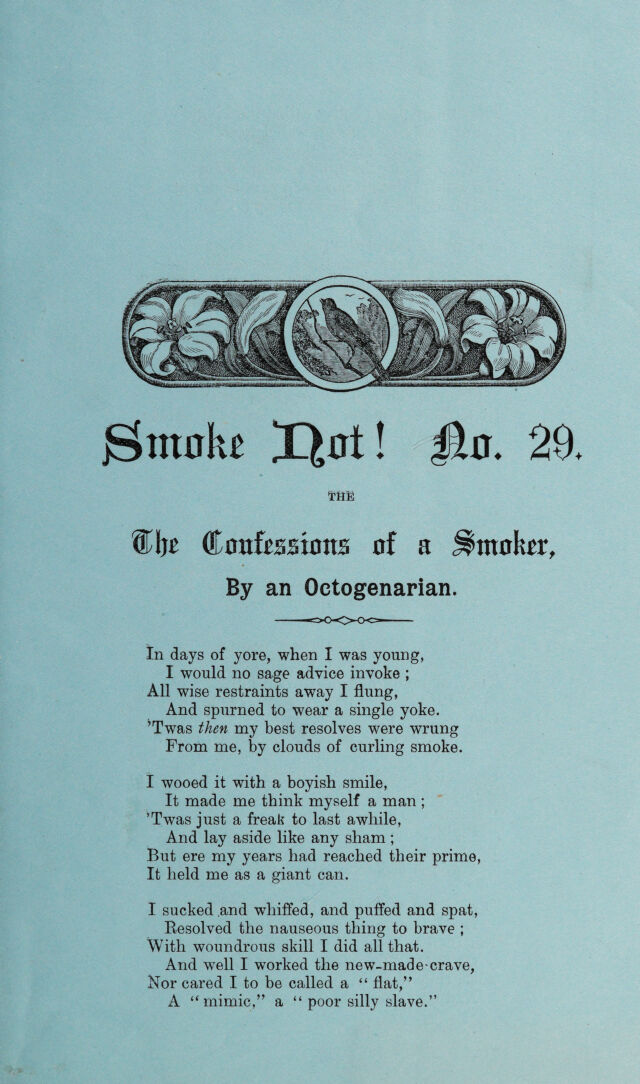 Smoke Not! No. 29.
THE
The Confessions of a Smoker,
By an Octogenarian.
In days of yore, when I was young,
I would no sage advice invoke ;
All wise restraints away I flung,
And spurned to wear a single yoke.
'Twas then my best resolves were wrung
From me, by clouds of curling smoke.
I wooed it with a boyish smile,
It made me think myself a man ;
'Twas just a freak to last awhile,
And lay aside like any sham ;
But ere my years had reached their prime,
It held me as a giant can.
I sucked and whiffed, and puffed and spat,
Resolved the nauseous thing to brave ;
With woundrous skill I did all that.
And well I worked the new-made-crave,
Nor cared I to be called a “ flat,”
A “ mimic,” a “ poor silly slave.”